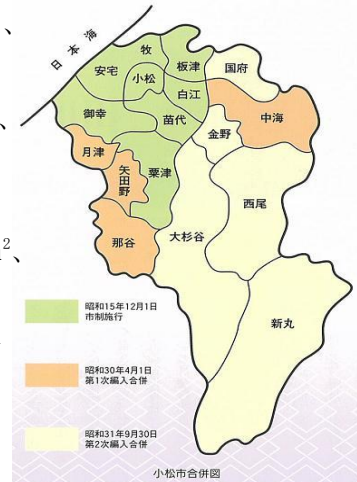 日本海
牧
安宅
小松
板津
国府
白江
御幸
苗代
金野
中海
月津
矢田野
粟津
西尾
那谷
大杉谷
新丸
昭和15年12月1日
市制施行
昭和30年4月1日
第1次編入合併
昭和31年9月30日
第2次編入合併
小松市合併図
、
、
2、